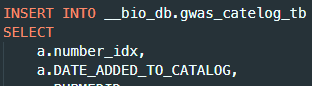 INSERT INTO __bio_db.gwas_catelog_tb
SELECT
    a.number_idx,
    a.DATE_ADDED_TO_CATALOG,